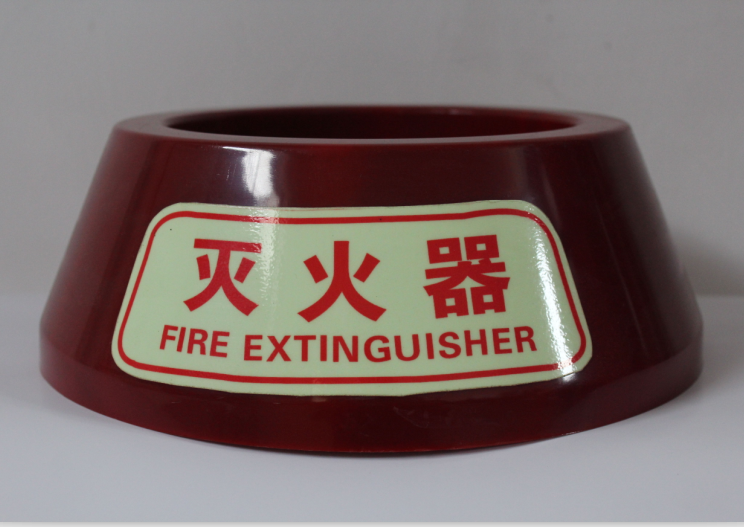 灭火器
FIRE EXTINGUISHER